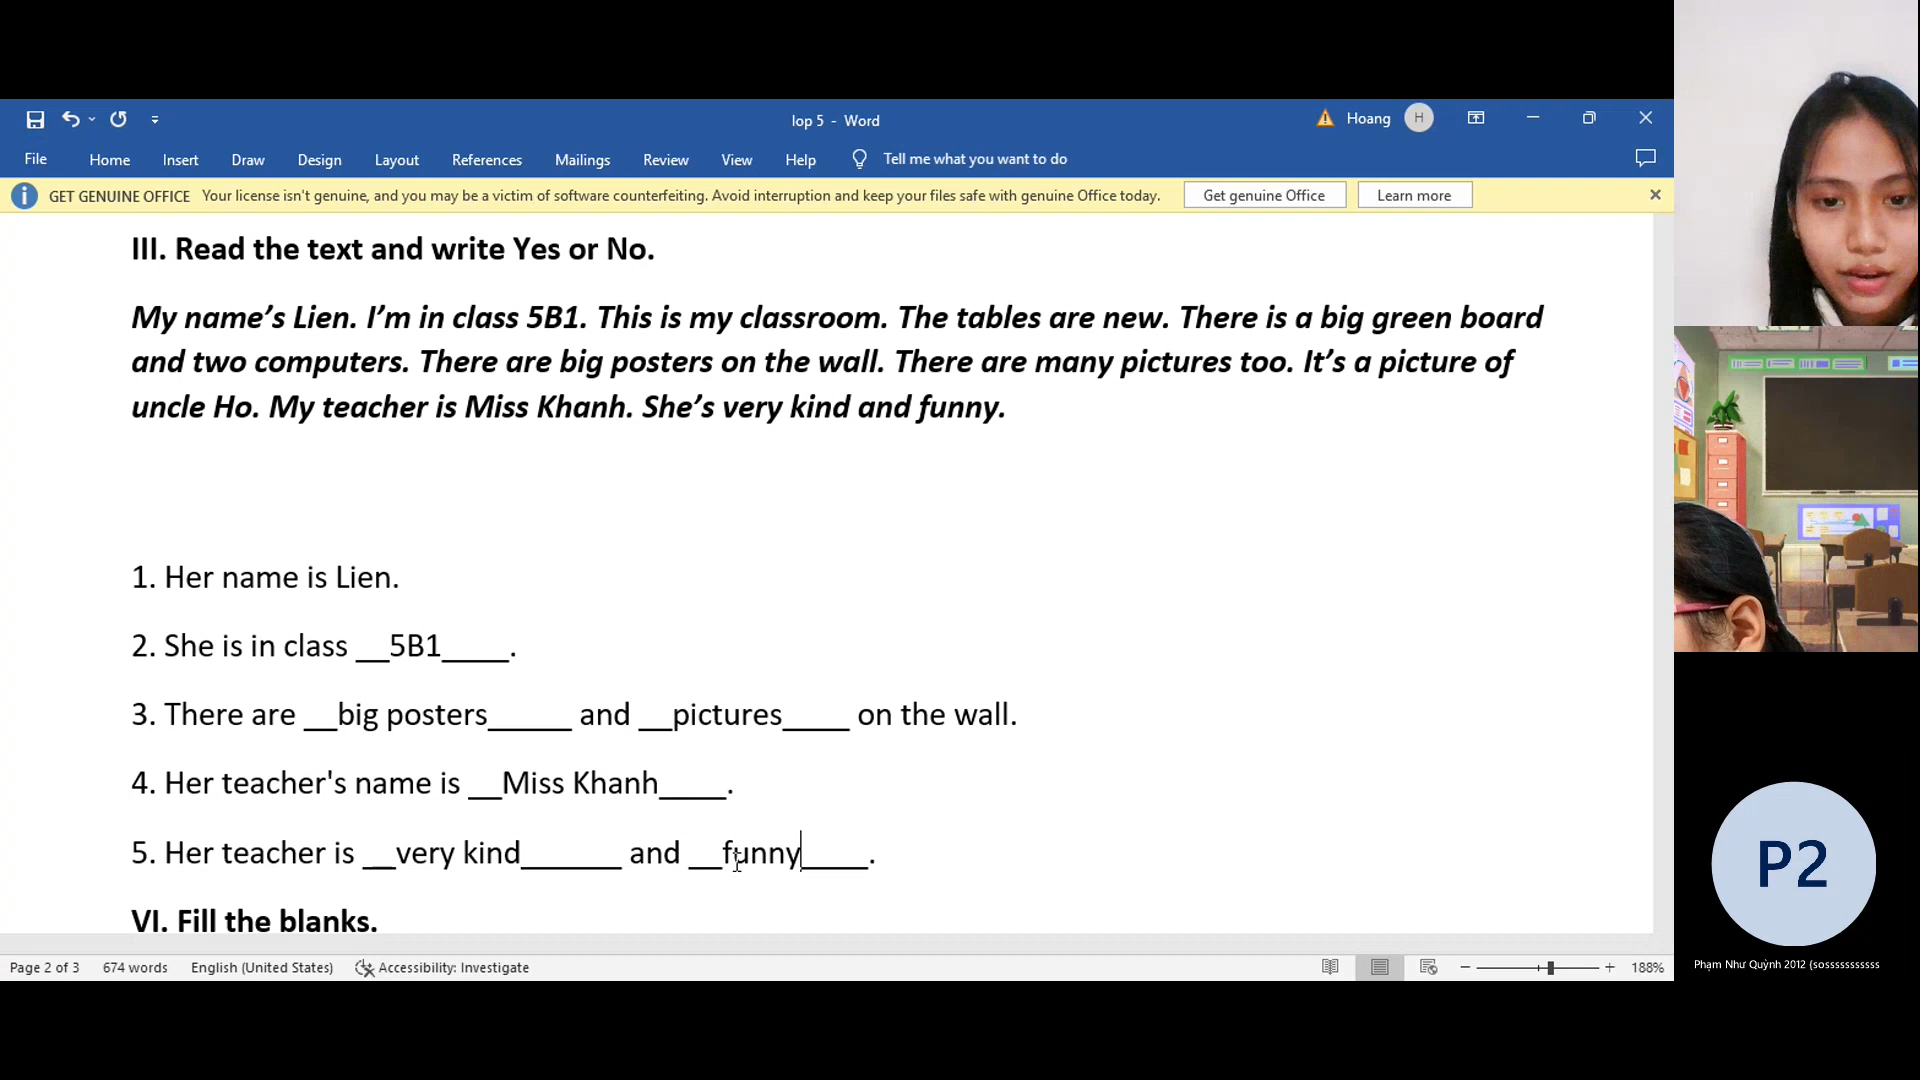 lop 5 - Word
Hoang
H
File Home Insert Draw Design Layout References Mailings Review View Help Tell me what you want to do
GET GENUINE OFFICE Your license isn't genuine, and you may be a victim of software counterfeiting. Avoid interruption and keep your files safe with genuine Office today. Get genuine Office Learn more
III. Read the text and write Yes or No.
My name’s Lien. I’m in class 5B1. This is my classroom. The tables are new. There is a big green board
and two computers. There are big posters on the wall. There are many pictures too. It’s a picture of
uncle Ho. My teacher is Miss Khanh. She’s very kind and funny.
1. Her name is Lien.
2. She is in class __5B1____.
3. There are __big posters_____ and __pictures____ on the wall.
4. Her teacher's name is __Miss Khanh____.
5. Her teacher is __very kind______ and __funny____.
VI. Fill the blanks.
Page 2 of 3 674 words English (United States) Accessibility: Investigate 188%
P2
Phạm Như Quỳnh 2012 (sosssssssssss